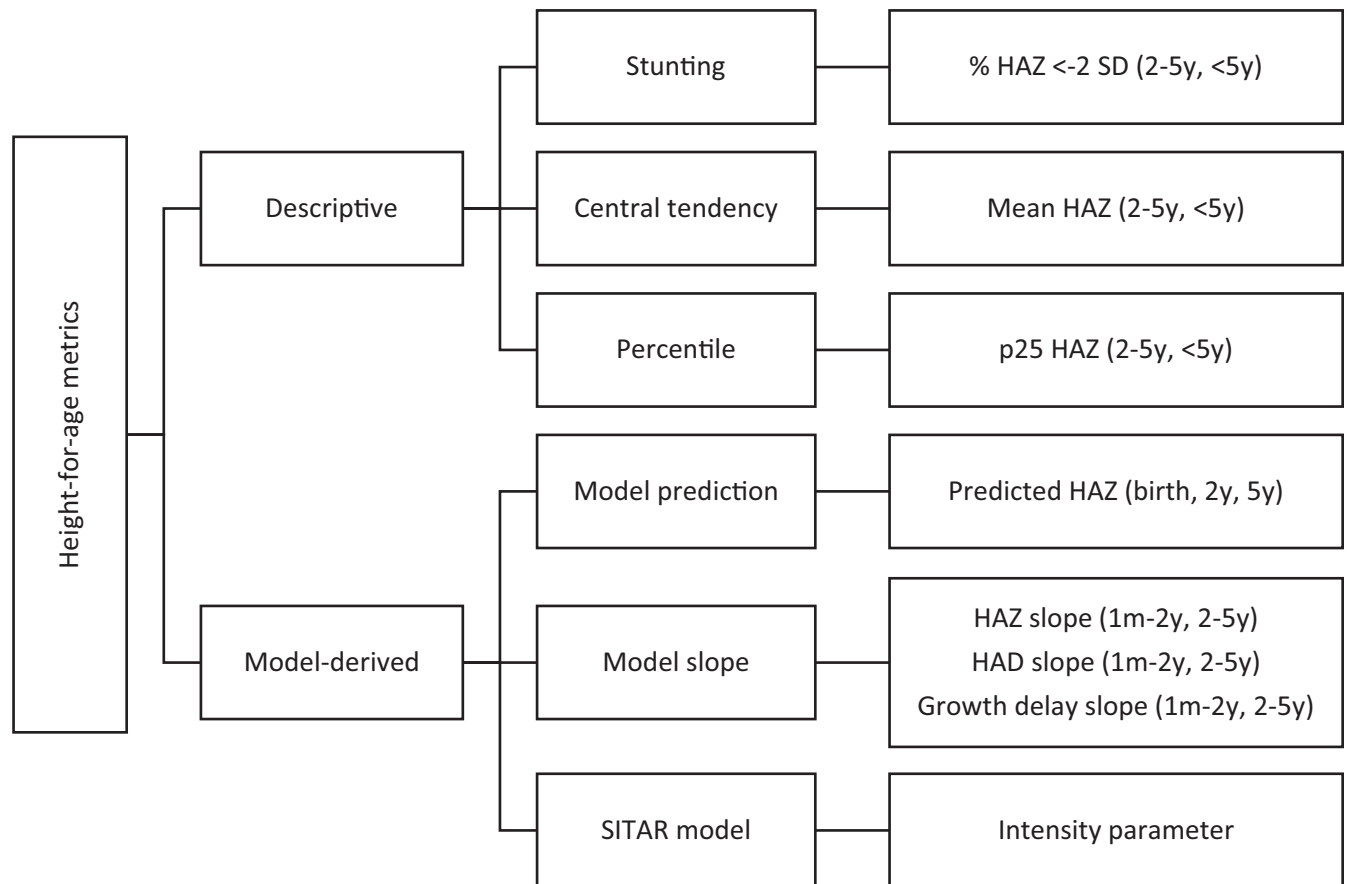 Height-for-age metrics
Descriptive
Stunting
% HAZ <-2 SD (2-5y, <5y)
Central tendency
Mean HAZ (2-5y, <5y)
Percentile
p25 HAZ (2-5y, <5y)
Model-derived
Model prediction
Predicted HAZ (birth, 2y, 5y)
Model slope
HAZ slope (1m-2y, 2-5y)
HAD slope (1m-2y, 2-5y)
Growth delay slope (1m-2y, 2-5y)
SITAR model
Intensity parameter